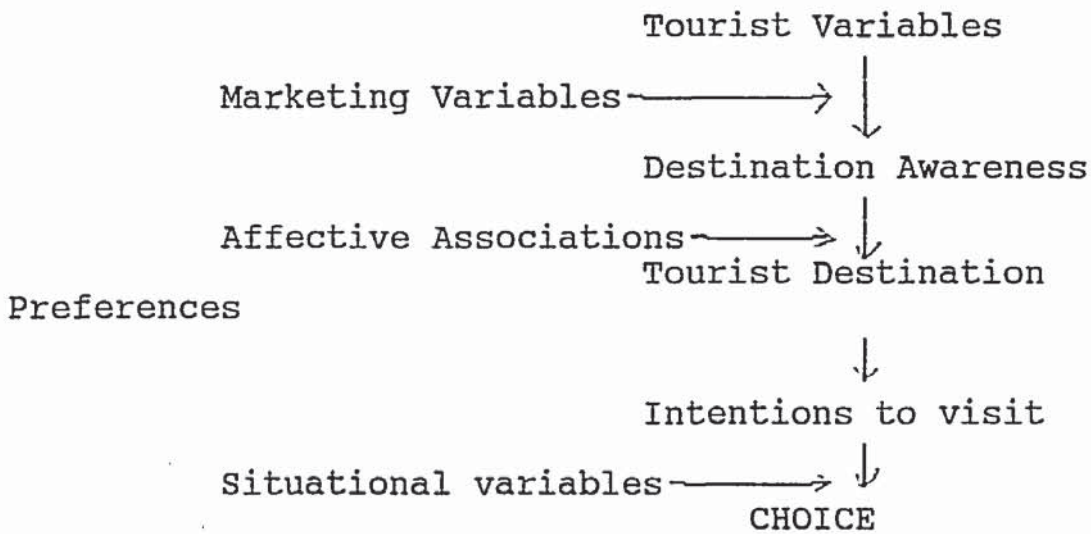 Tourist Variables
Marketing Variables
Destination Awareness
Affective Associations
Tourist Destination
Preferences
Intentions to visit
Situational variables
CHOICE